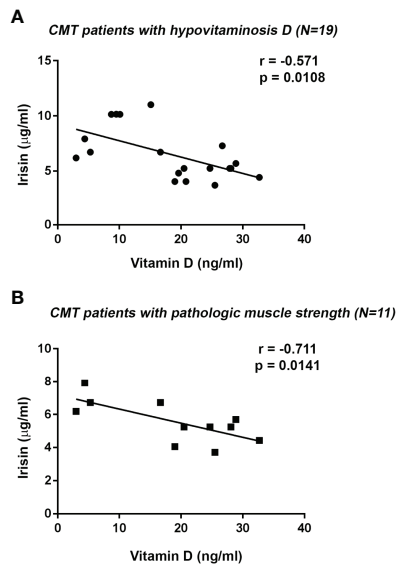 A
CMT patients with hypovitaminosis D (N=19)
r = -0.571
p = 0.0108
15
10
5
0
Irisin (μg/ml)
0 10 20 30 40
Vitamin D (ng/ml)
B
CMT patients with pathologic muscle strength (N=11)
r = -0.711
p = 0.0141
10
8
6
4
2
0
Irisin (μg/ml)
0 10 20 30 40
Vitamin D (ng/ml)